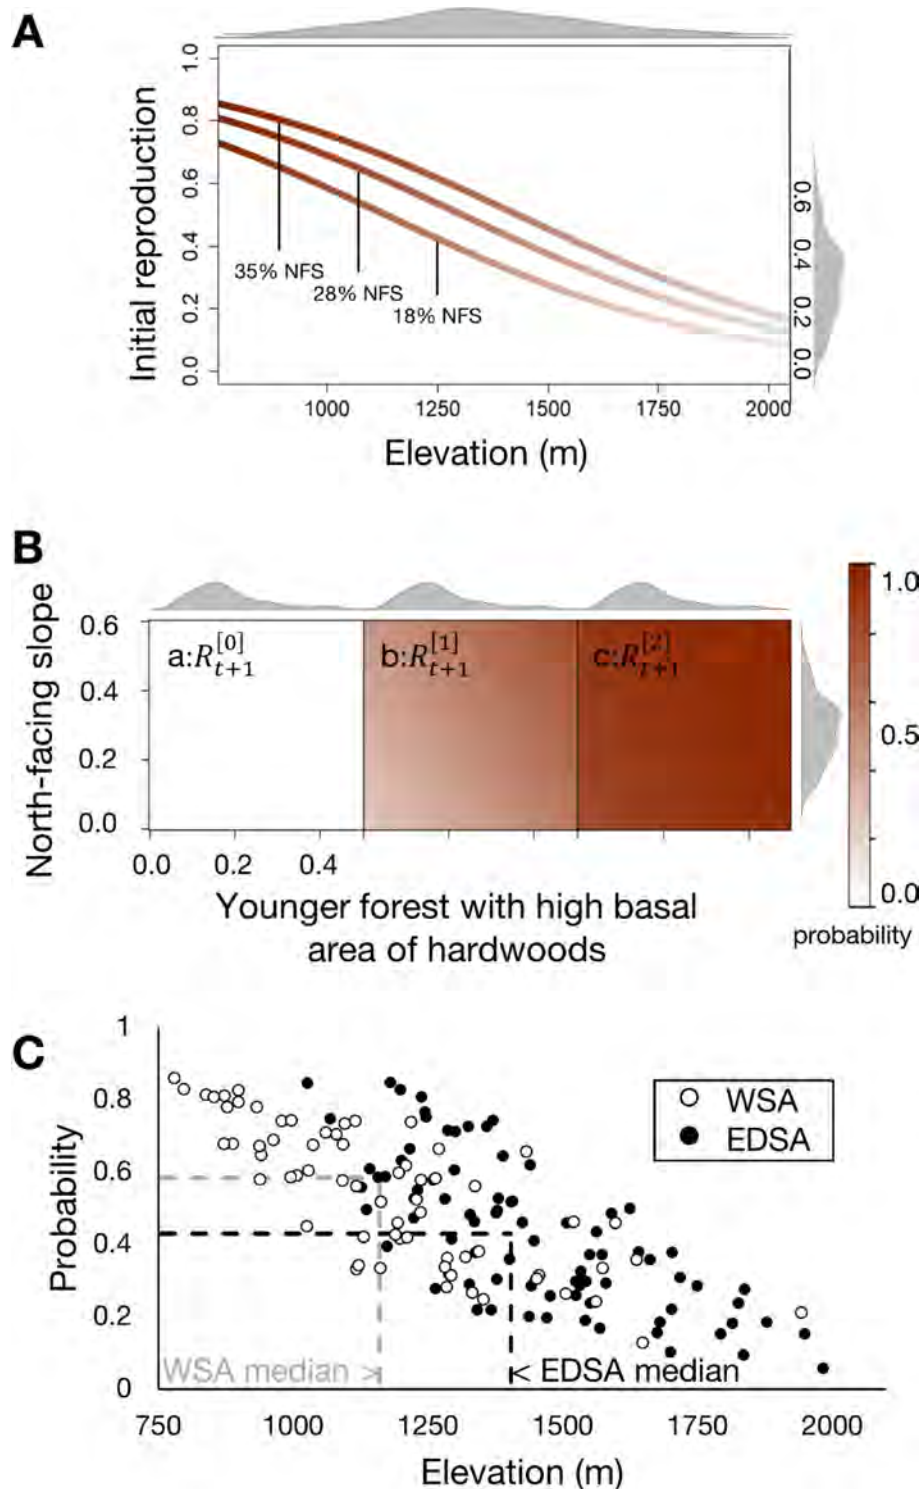 A
Initial reproduction
1.0
0.8
0.6
0.4
0.2
0.0
35% NFS
28% NFS
18% NFS
0.6
0.4
0.2
0.0
1000 1250 1500 1750 2000
Elevation (m)
B
North-facing slope
0.6
0.4
0.2
0.0
a:R[0]t+1 b:R[1]t+1 c:R[2]t+1
0.0 0.2 0.4
Younger forest with high basal
area of hardwoods
1.0
0.5
0.0
probability
C
Probability
1
0.8
0.6
0.4
0.2
0
WSA
EDSA
WSA median > < EDSA median
750 1000 1250 1500 1750 2000
Elevation (m)